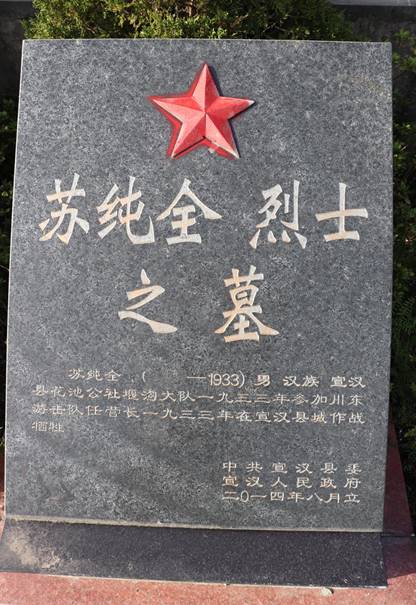 苏纯全 烈士
之 墓
苏纯全 ( —1933) 男 汉族 宣汉
县花池公社堰沟大队一九三三年参加川东
游击队任营长一九三三年在宣汉县城作战
牺牲
中共宣汉县委
宣汉人民政府
二〇一四年八月立